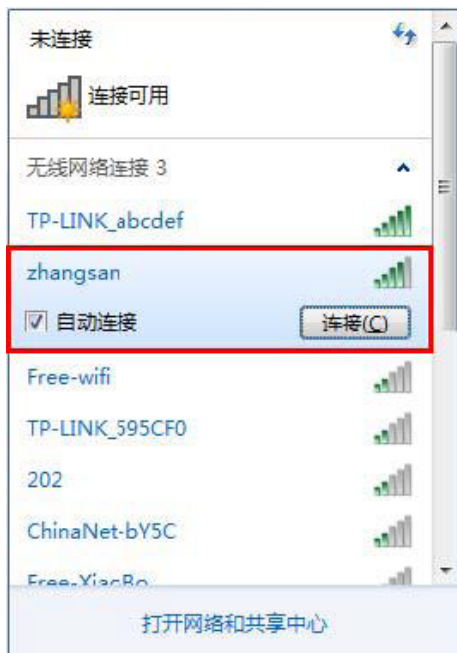 未连接
连接可用
无线网络连接 3
TP-LINK_abcdef
zhangsan
自动连接 连接(C)
Free-wifi
TP-LINK_595CF0
202
ChinaNet-bY5C
Free-XiaoBo
打开网络和共享中心